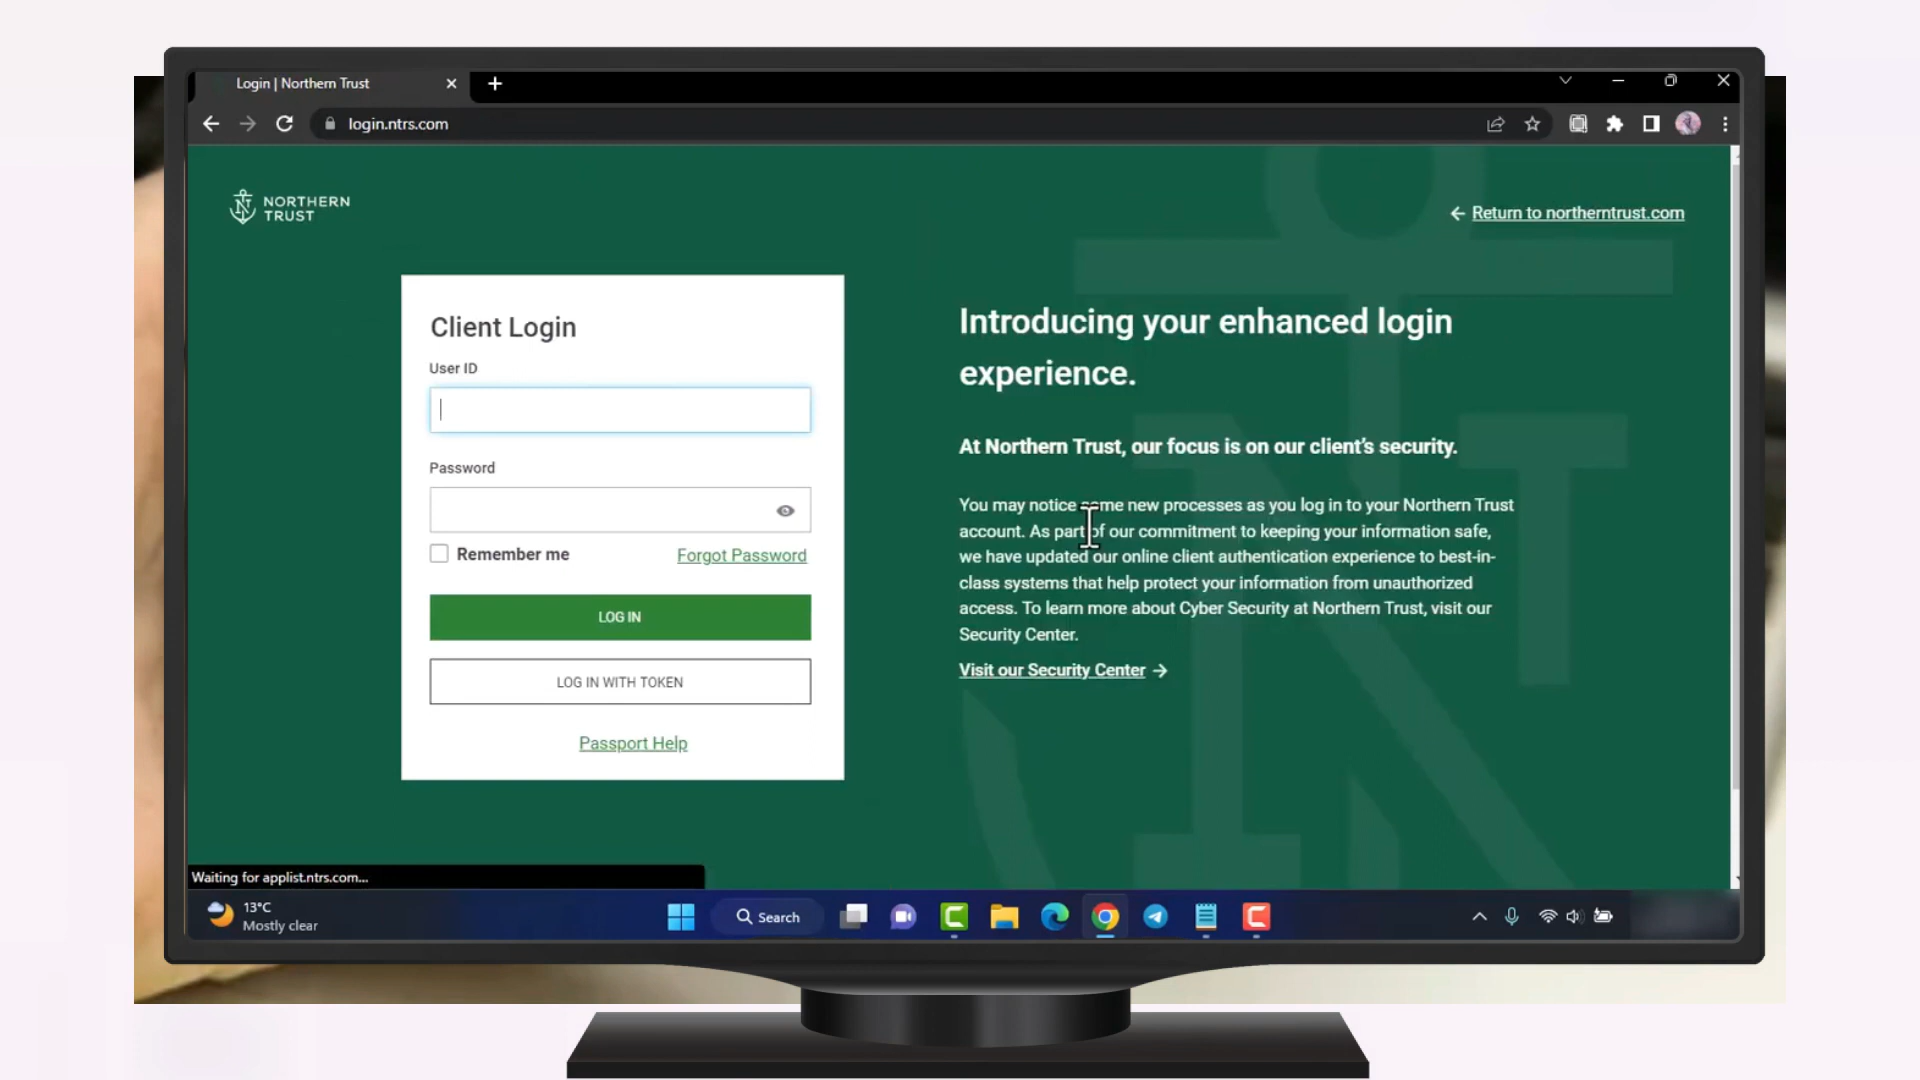 Login | Northern Trust
login.ntrs.com
NORTHERN
TRUST
Return to northerntrust.com
Client Login
User ID
Password
Remember me
Forgot Password
LOG IN
LOG IN WITH TOKEN
Passport Help
Introducing your enhanced login
experience.
At Northern Trust, our focus is on our client's security.
You may notice some new processes as you log in to your Northern Trust
account. As part of our commitment to keeping your information safe,
we have updated our online client authentication experience to best-in-
class systems that help protect your information from unauthorized
access. To learn more about Cyber Security at Northern Trust, visit our
Security Center.
Visit our Security Center
Waiting for applist.ntrs.com...
13°C
Mostly clear
Search